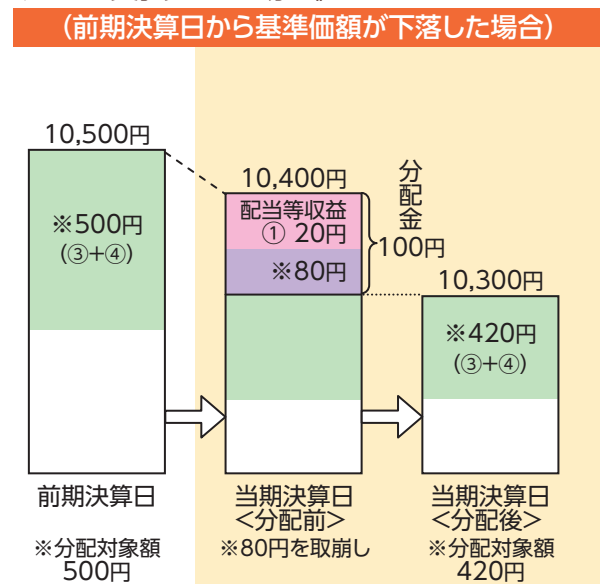 （前期決算日から基準価額が下落した場合）
10,500円
※500円
（③＋④）
10,400円
配当等収益
① 20円
※80円
分配金
100円
10,300円
※420円
（③＋④）
前期決算日
※分配対象額
500円
当期決算日
＜分配前＞
※80円を取崩し
当期決算日
＜分配後＞
※分配対象額
420円